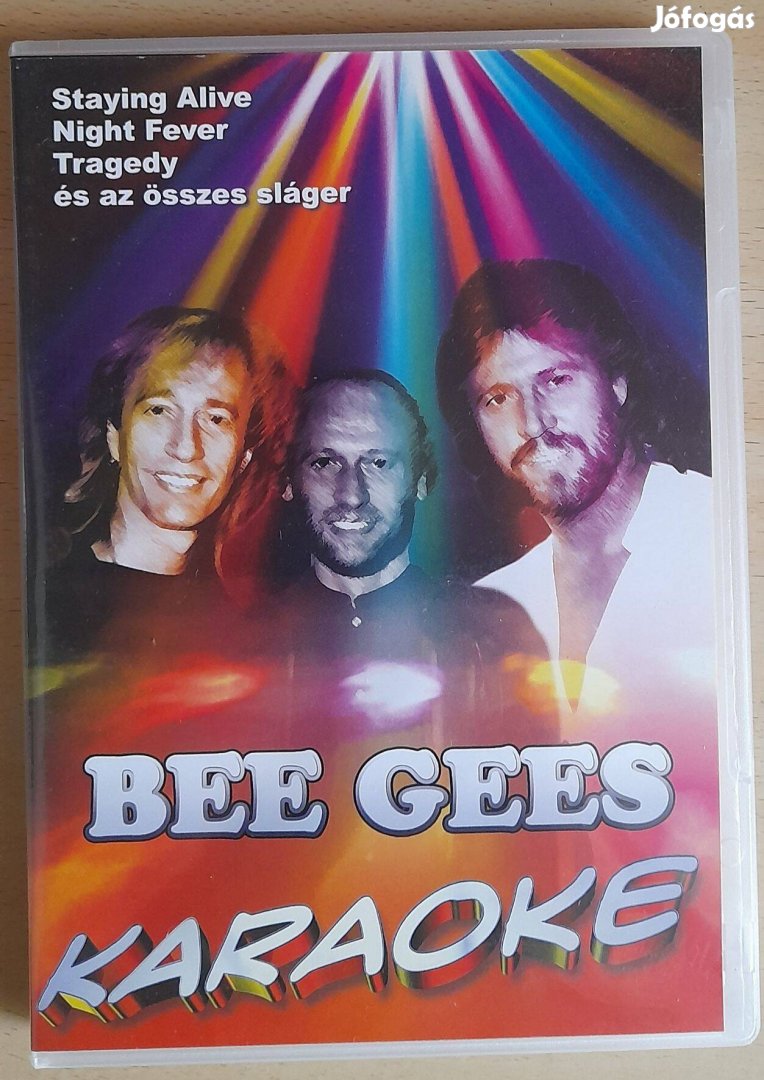 Jófogás
Staying Alive
Night Fever
Tragedy
és az összes sláger
BEE GEES
KARAOKE